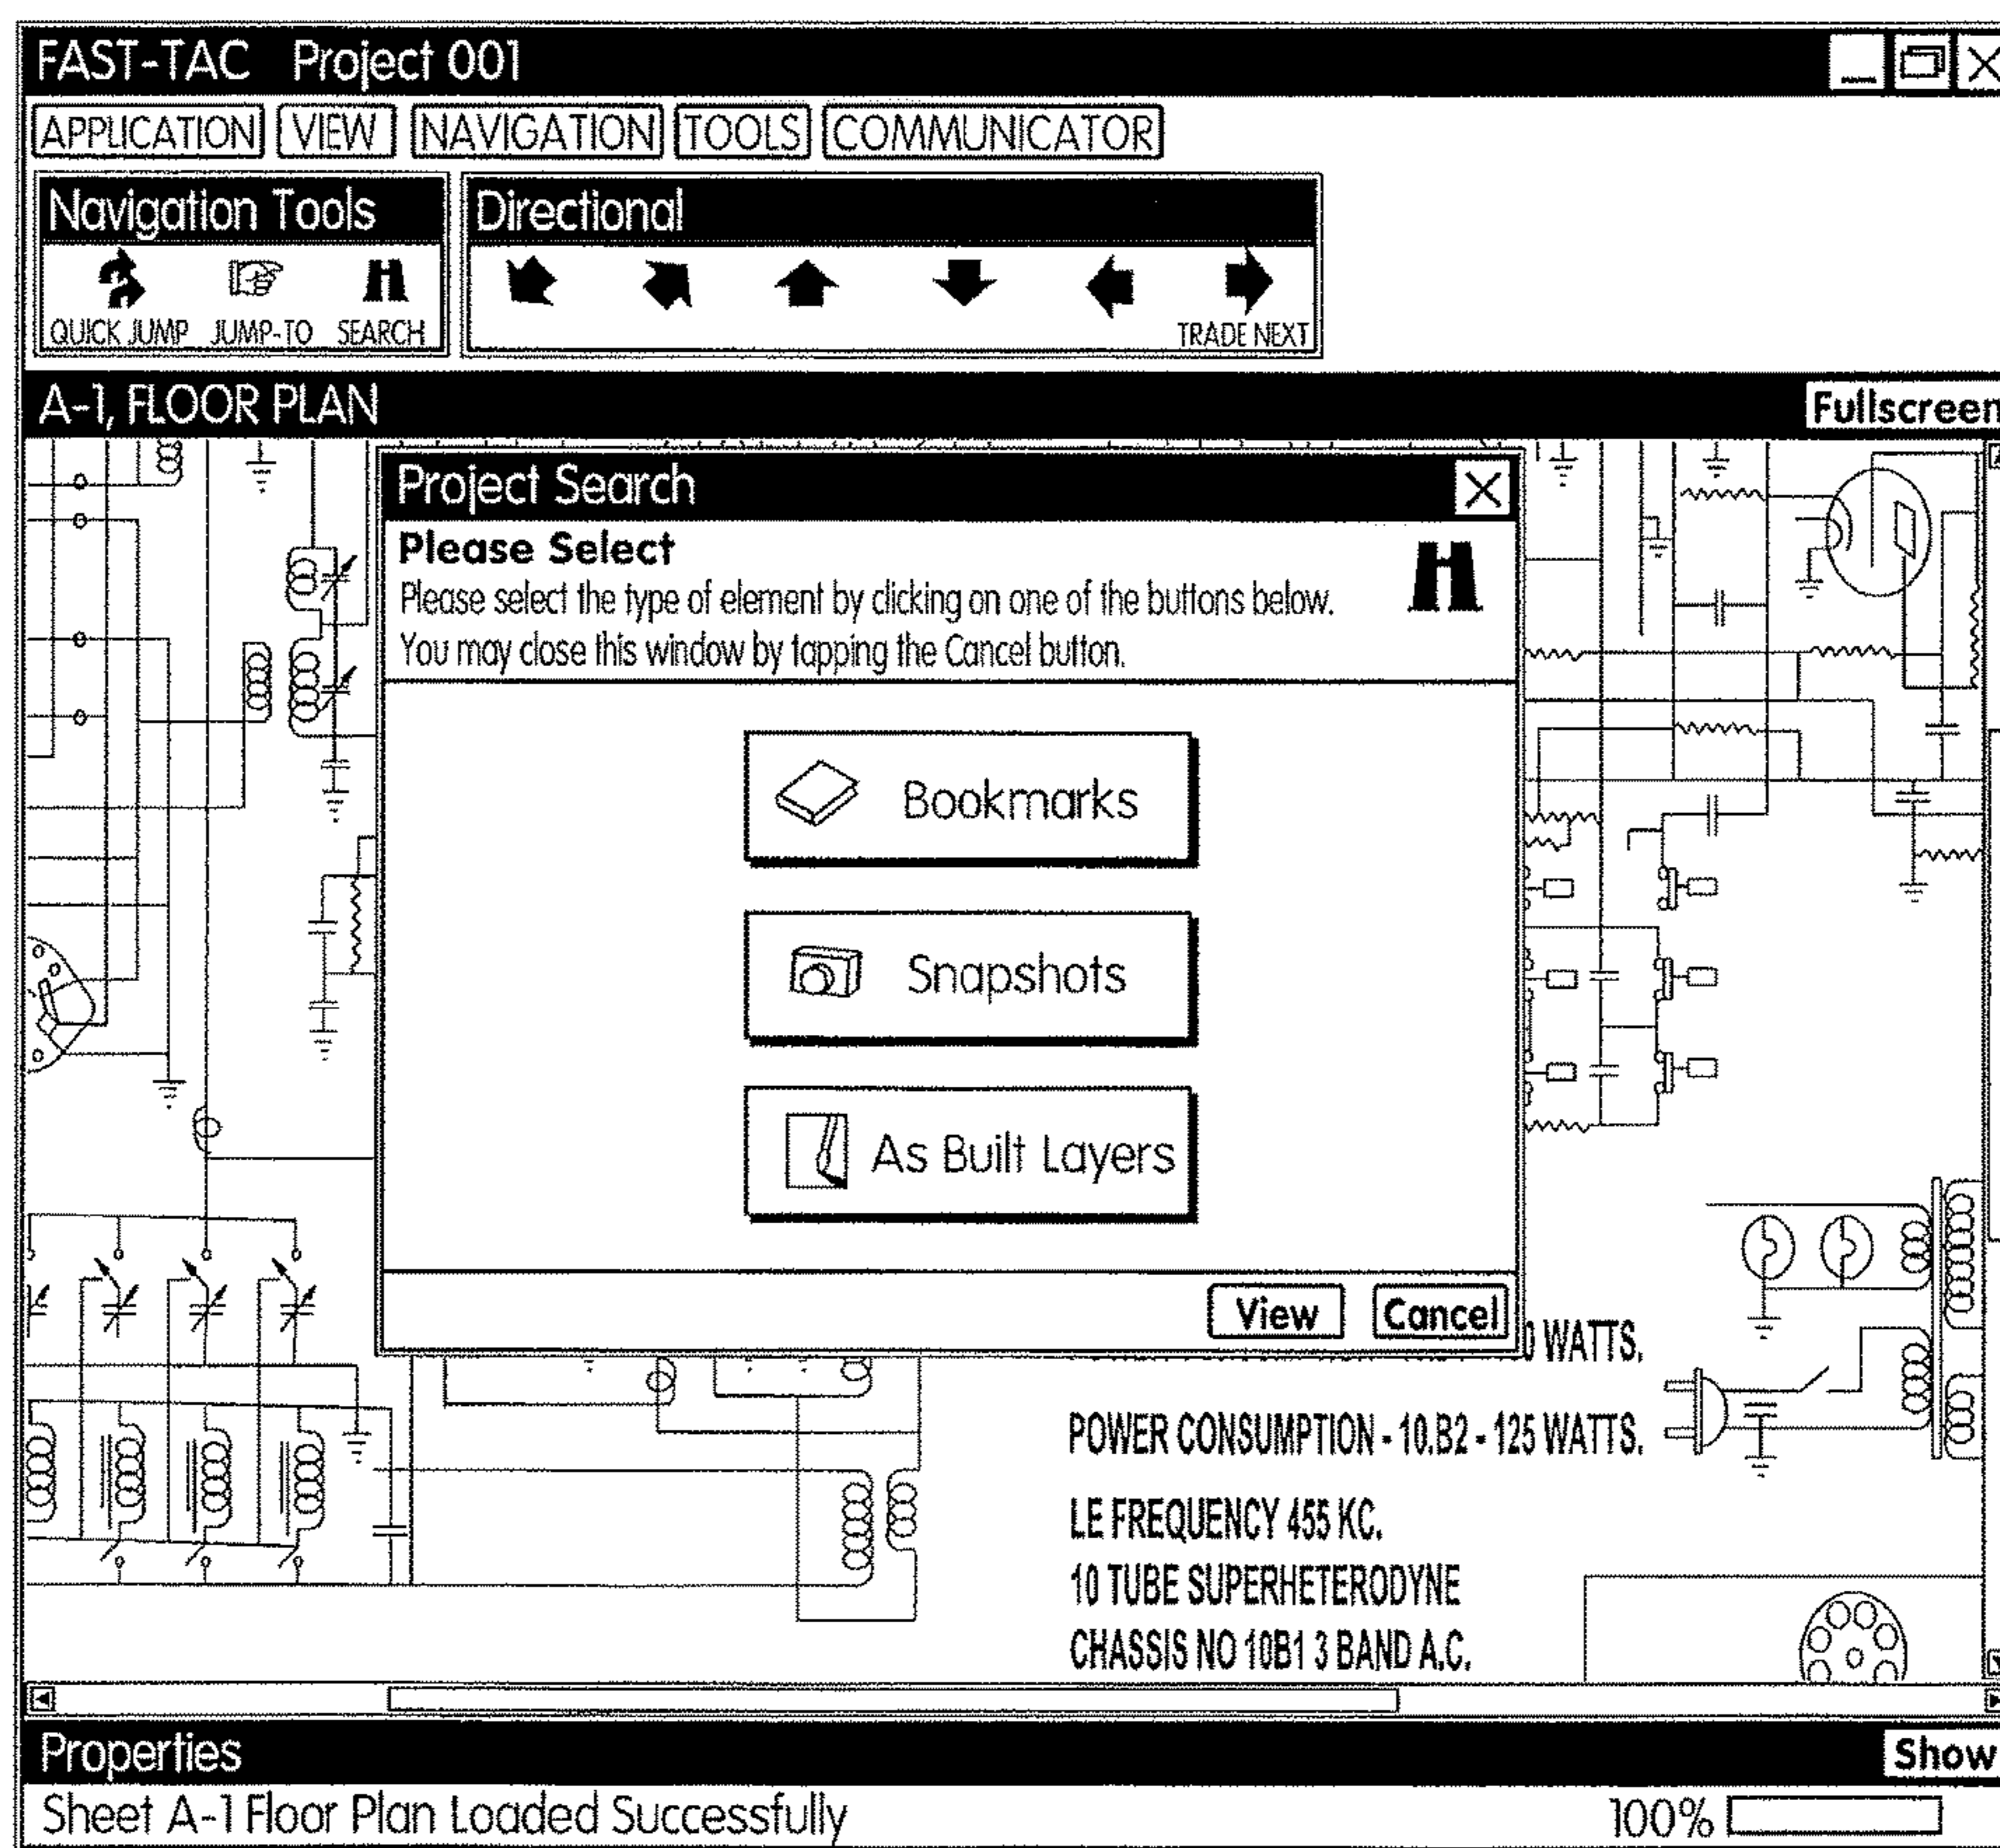 FAST-TAC Project 001
APPLICATION VIEW NAVIGATION TOOLS COMMUNICATOR
Navigation Tools
QUICK JUMP JUMP-TO SEARCH
Directional
TRADE NEXT
A-1, FLOOR PLAN
Fullscreen
Project Search
Please Select
Please select the type of element by clicking on one of the buttons below.
You may close this window by tapping the Cancel button.
Bookmarks
Snapshots
As Built Layers
View Cancel
WATTS.
POWER CONSUMPTION - 10.B2 - 125 WATTS.
LE FREQUENCY 455 KC.
10 TUBE SUPERHETERODYNE
CHASSIS NO 10B1 3 BAND A.C.
Properties
Show
Sheet A-1 Floor Plan Loaded Successfully
100%